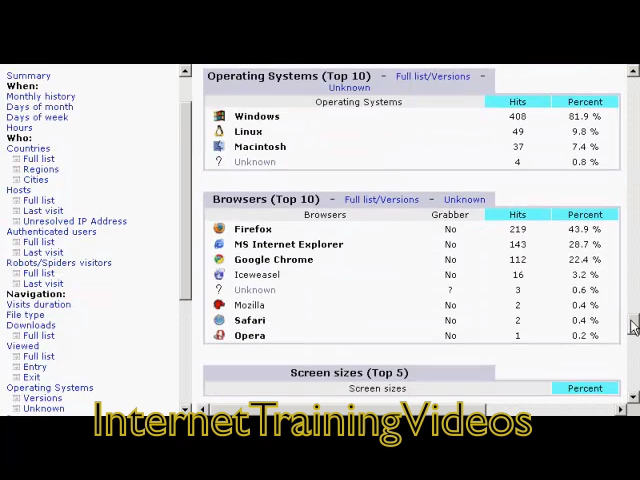 Summary
When:
Monthly history
Days of month
Days of week
Hours
Who:
Countries
Full list
Regions
Cities
Hosts
Full list
Last visit
Unresolved IP Address
Authenticated users
Full list
Last visit
Robots/Spiders visitors
Full list
Last visit
Navigation:
Visits duration
File type
Downloads
Full list
Viewed
Full list
Entry
Exit
Operating Systems
Versions
Unknown
Operating Systems (Top 10) - Full list/Versions -
Unknown
Operating Systems Hits Percent
Windows 408 81.9 %
Linux 49 9.8 %
Macintosh 37 7.4 %
? Unknown 4 0.8 %
Browsers (Top 10) - Full list/Versions - Unknown
Browsers Grabber Hits Percent
Firefox No 219 43.9 %
MS Internet Explorer No 143 28.7 %
Google Chrome No 112 22.4 %
Iceweasel No 16 3.2 %
? Unknown ? 3 0.6 %
Mozilla No 2 0.4 %
Safari No 2 0.4 %
Opera No 1 0.2 %
Screen sizes (Top 5)
Screen sizes Percent
InternetTrainingVideos